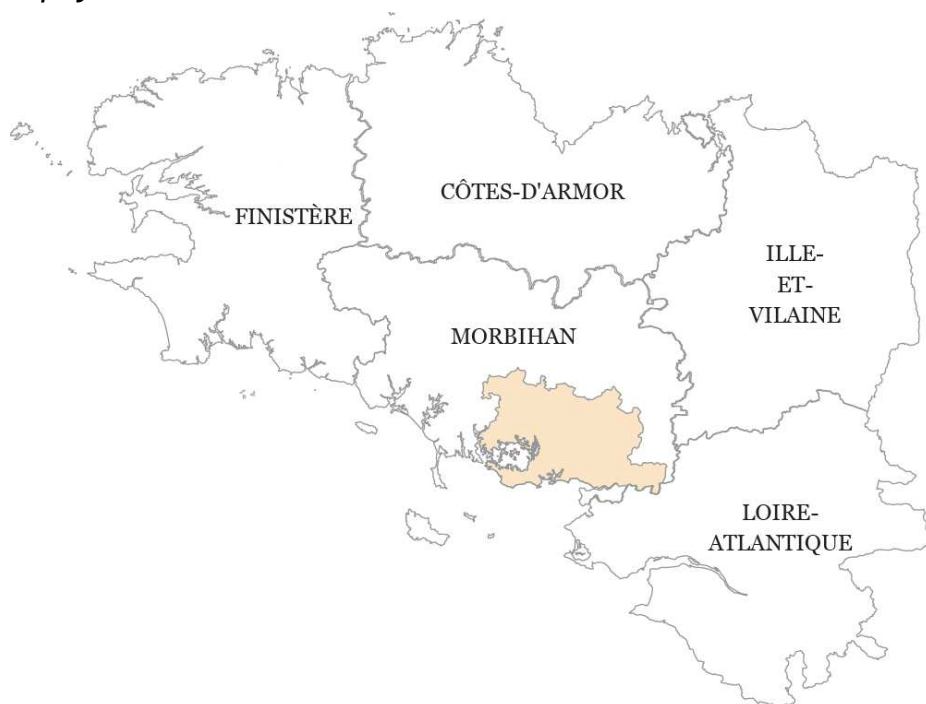 CÔTES-D'ARMOR
FINISTÈRE
ILLE-
ET-
VILAINE
MORBIHAN
LOIRE-
ATLANTIQUE